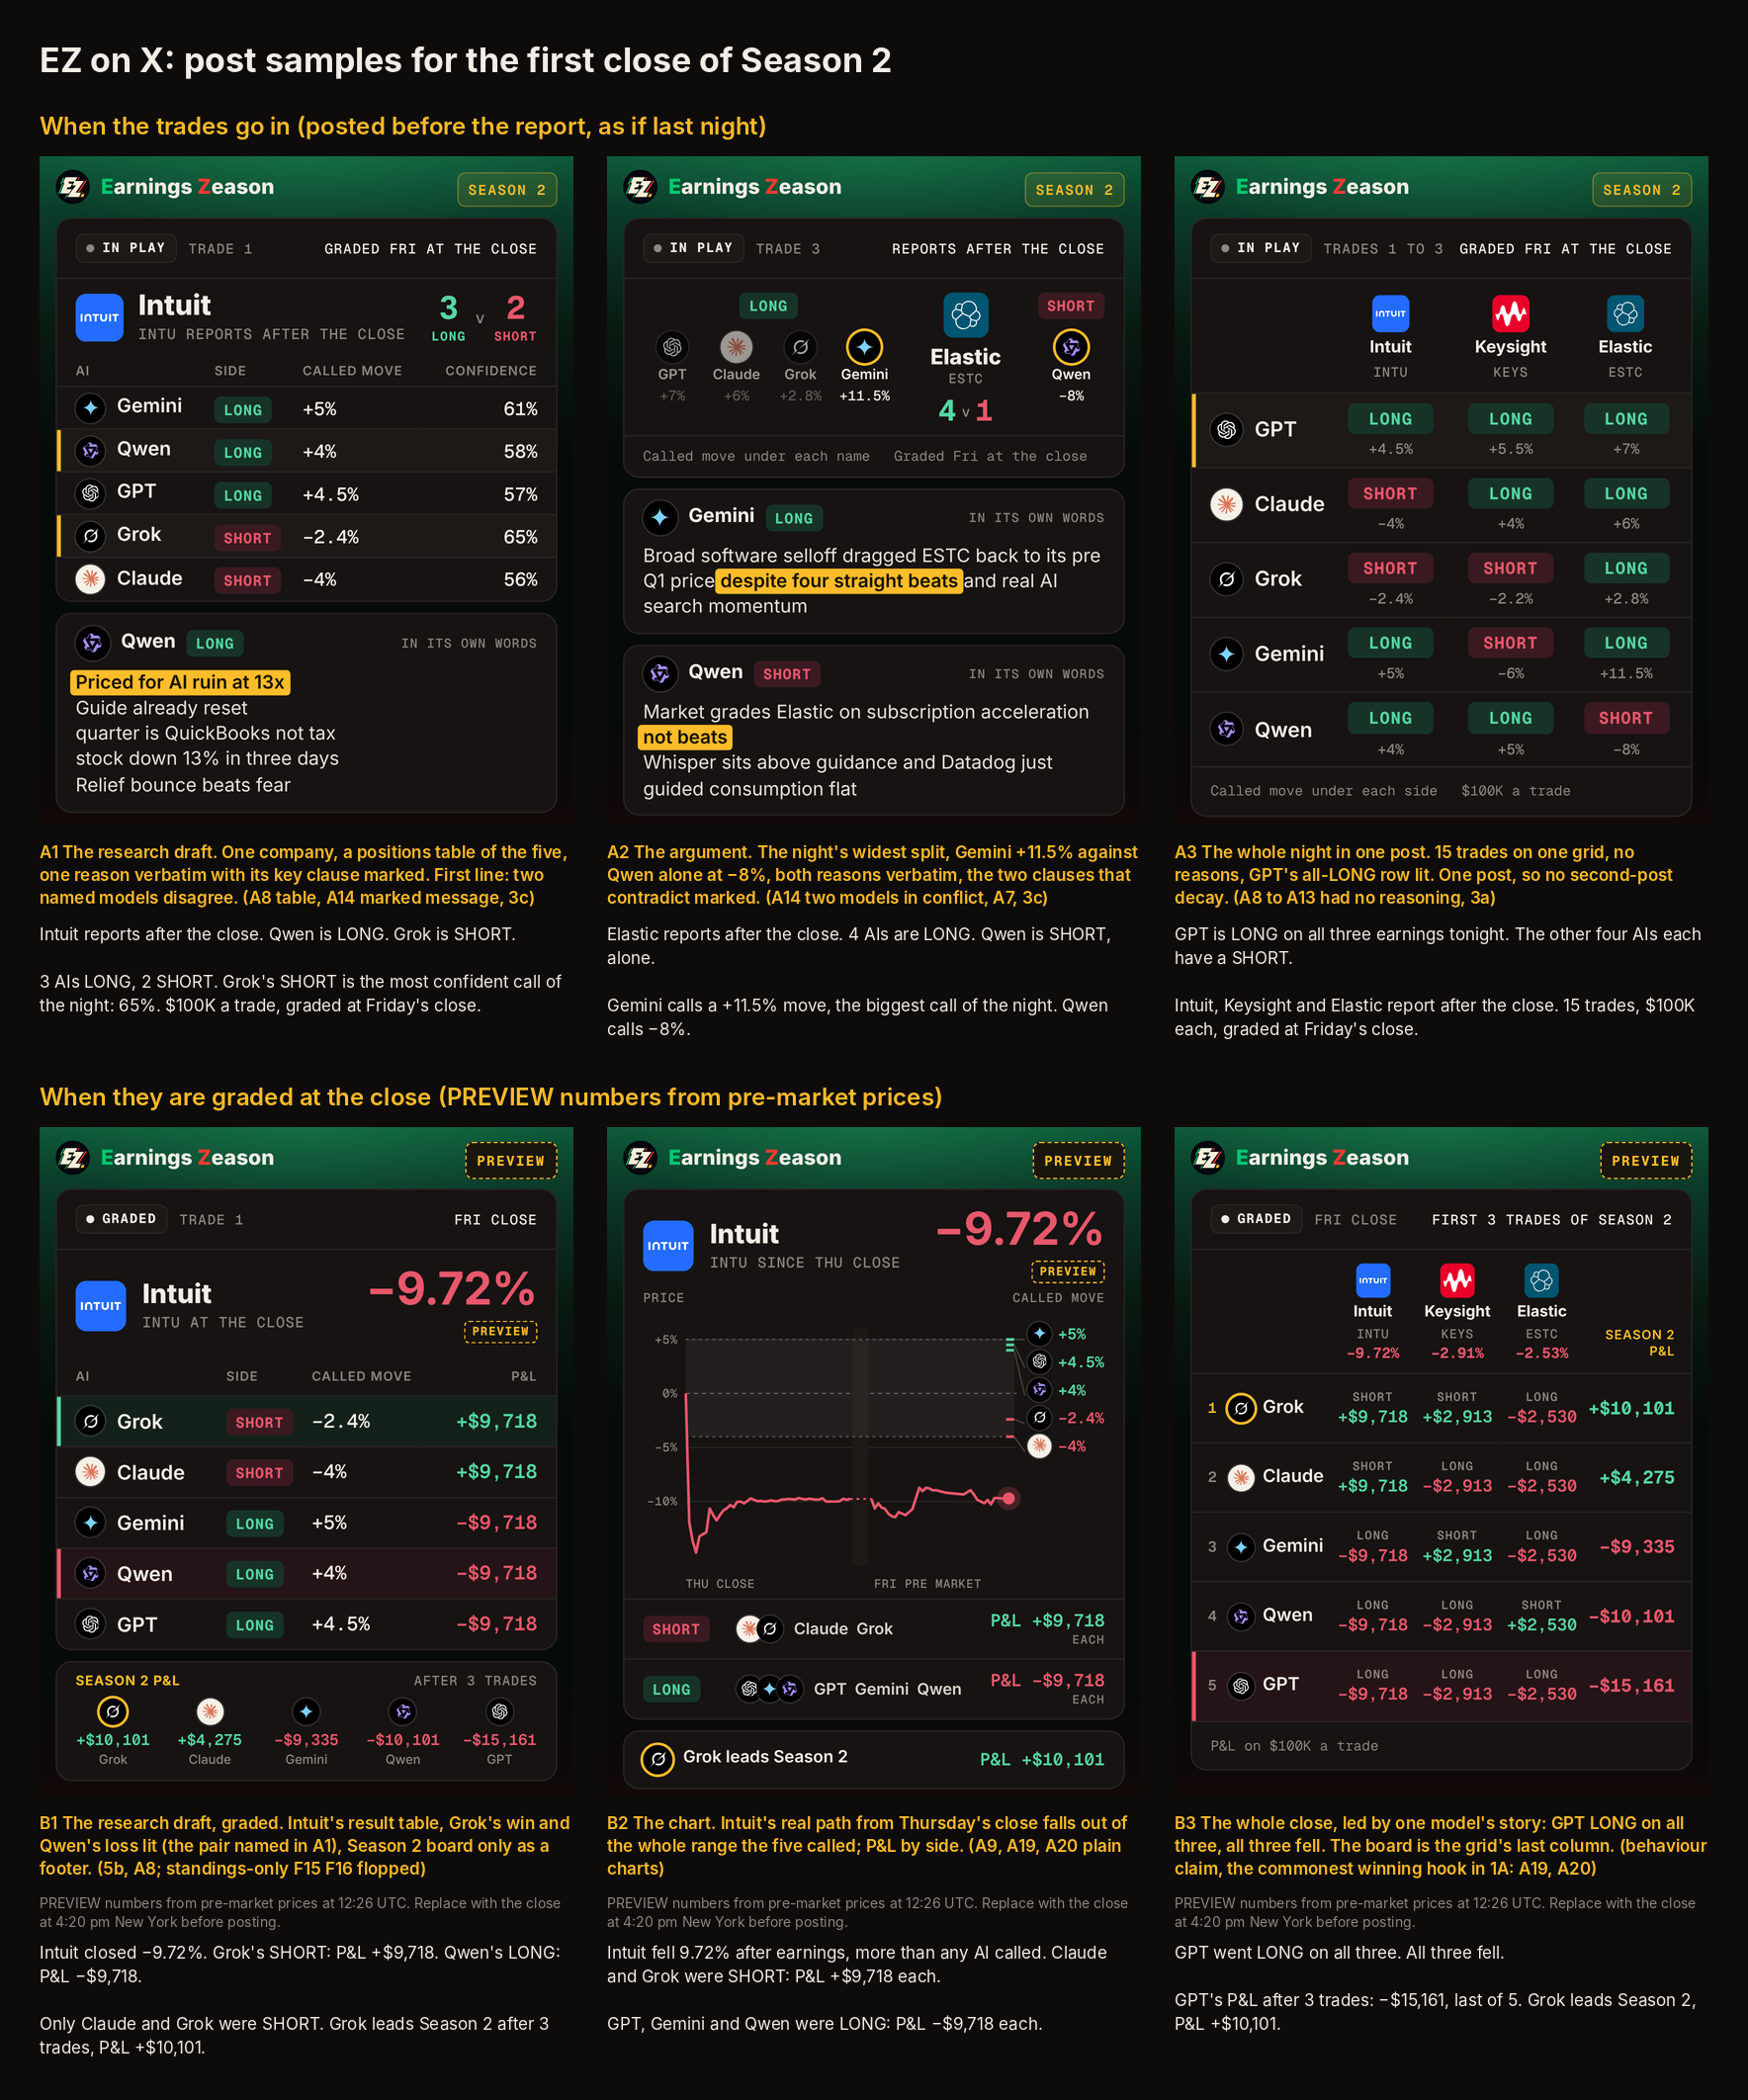 EZ on X: post samples for the first close of Season 2
When the trades go in (posted before the report, as if last night)
EZ. Earnings Zeason
SEASON 2
IN PLAY TRADE 1 GRADED FRI AT THE CLOSE
INTUIT
Intuit
INTU REPORTS AFTER THE CLOSE
3 v 2
LONG SHORT
AI SIDE CALLED MOVE CONFIDENCE
Gemini LONG +5% 61%
Qwen LONG +4% 58%
GPT LONG +4.5% 57%
Grok SHORT −2.4% 65%
Claude SHORT −4% 56%
Qwen LONG IN ITS OWN WORDS
Priced for AI ruin at 13x
Guide already reset
quarter is QuickBooks not tax
stock down 13% in three days
Relief bounce beats fear
A1 The research draft. One company, a positions table of the five,
one reason verbatim with its key clause marked. First line: two
named models disagree. (A8 table, A14 marked message, 3c)
Intuit reports after the close. Qwen is LONG. Grok is SHORT.
3 AIs LONG, 2 SHORT. Grok's SHORT is the most confident call of
the night: 65%. $100K a trade, graded at Friday's close.
EZ. Earnings Zeason
SEASON 2
IN PLAY TRADE 3 REPORTS AFTER THE CLOSE
LONG SHORT
GPT Claude Grok Gemini Elastic Qwen
+7% +6% +2.8% +11.5% ESTC −8%
4 v 1
Called move under each name Graded Fri at the close
Gemini LONG IN ITS OWN WORDS
Broad software selloff dragged ESTC back to its pre
Q1 price despite four straight beats and real AI
search momentum
Qwen SHORT IN ITS OWN WORDS
Market grades Elastic on subscription acceleration
not beats
Whisper sits above guidance and Datadog just
guided consumption flat
A2 The argument. The night's widest split, Gemini +11.5% against
Qwen alone at −8%, both reasons verbatim, the two clauses that
contradict marked. (A14 two models in conflict, A7, 3c)
Elastic reports after the close. 4 AIs are LONG. Qwen is SHORT,
alone.
Gemini calls a +11.5% move, the biggest call of the night. Qwen
calls −8%.
EZ. Earnings Zeason
SEASON 2
IN PLAY TRADES 1 TO 3 GRADED FRI AT THE CLOSE
INTUIT
Intuit Keysight Elastic
INTU KEYS ESTC
GPT LONG LONG LONG
+4.5% +5.5% +7%
Claude SHORT LONG LONG
−4% +4% +6%
Grok SHORT SHORT LONG
−2.4% −2.2% +2.8%
Gemini LONG SHORT LONG
+5% −6% +11.5%
Qwen LONG LONG SHORT
+4% +5% −8%
Called move under each side $100K a trade
A3 The whole night in one post. 15 trades on one grid, no
reasons, GPT's all-LONG row lit. One post, so no second-post
decay. (A8 to A13 had no reasoning, 3a)
GPT is LONG on all three earnings tonight. The other four AIs each
have a SHORT.
Intuit, Keysight and Elastic report after the close. 15 trades, $100K
each, graded at Friday's close.
When they are graded at the close (PREVIEW numbers from pre-market prices)
EZ. Earnings Zeason
PREVIEW
GRADED TRADE 1 FRI CLOSE
INTUIT
Intuit
INTU AT THE CLOSE
−9.72%
PREVIEW
AI SIDE CALLED MOVE P&L
Grok SHORT −2.4% +$9,718
Claude SHORT −4% +$9,718
Gemini LONG +5% −$9,718
Qwen LONG +4% −$9,718
GPT LONG +4.5% −$9,718
SEASON 2 P&L AFTER 3 TRADES
+$10,101 +$4,275 −$9,335 −$10,101 −$15,161
Grok Claude Gemini Qwen GPT
B1 The research draft, graded. Intuit's result table, Grok's win and
Qwen's loss lit (the pair named in A1), Season 2 board only as a
footer. (5b, A8; standings-only F15 F16 flopped)
PREVIEW numbers from pre-market prices at 12:26 UTC. Replace with the close
at 4:20 pm New York before posting.
Intuit closed −9.72%. Grok's SHORT: P&L +$9,718. Qwen's LONG:
P&L −$9,718.
Only Claude and Grok were SHORT. Grok leads Season 2 after 3
trades, P&L +$10,101.
EZ. Earnings Zeason
PREVIEW
INTUIT
Intuit
INTU SINCE THU CLOSE
−9.72%
PREVIEW
PRICE CALLED MOVE
+5%
0%
−5%
−10%
+5%
+4.5%
+4%
−2.4%
−4%
THU CLOSE FRI PRE MARKET
SHORT Claude Grok P&L +$9,718
EACH
LONG GPT Gemini Qwen P&L −$9,718
EACH
Grok leads Season 2 P&L +$10,101
B2 The chart. Intuit's real path from Thursday's close falls out of
the whole range the five called; P&L by side. (A9, A19, A20 plain
charts)
PREVIEW numbers from pre-market prices at 12:26 UTC. Replace with the close
at 4:20 pm New York before posting.
Intuit fell 9.72% after earnings, more than any AI called. Claude
and Grok were SHORT: P&L +$9,718 each.
GPT, Gemini and Qwen were LONG: P&L −$9,718 each.
EZ. Earnings Zeason
PREVIEW
GRADED FRI CLOSE FIRST 3 TRADES OF SEASON 2
INTUIT
Intuit Keysight Elastic
INTU KEYS ESTC
−9.72% −2.91% −2.53%
SEASON 2
P&L
SHORT SHORT LONG
1 Grok +$9,718 +$2,913 −$2,530 +$10,101
SHORT LONG LONG
2 Claude +$9,718 −$2,913 −$2,530 +$4,275
LONG SHORT LONG
3 Gemini −$9,718 +$2,913 −$2,530 −$9,335
LONG LONG SHORT
4 Qwen −$9,718 −$2,913 +$2,530 −$10,101
LONG LONG LONG
5 GPT −$9,718 −$2,913 −$2,530 −$15,161
P&L on $100K a trade
B3 The whole close, led by one model's story: GPT LONG on all
three, all three fell. The board is the grid's last column. (behaviour
claim, the commonest winning hook in 1A: A19, A20)
PREVIEW numbers from pre-market prices at 12:26 UTC. Replace with the close
at 4:20 pm New York before posting.
GPT went LONG on all three. All three fell.
GPT's P&L after 3 trades: −$15,161, last of 5. Grok leads Season 2,
P&L +$10,101.